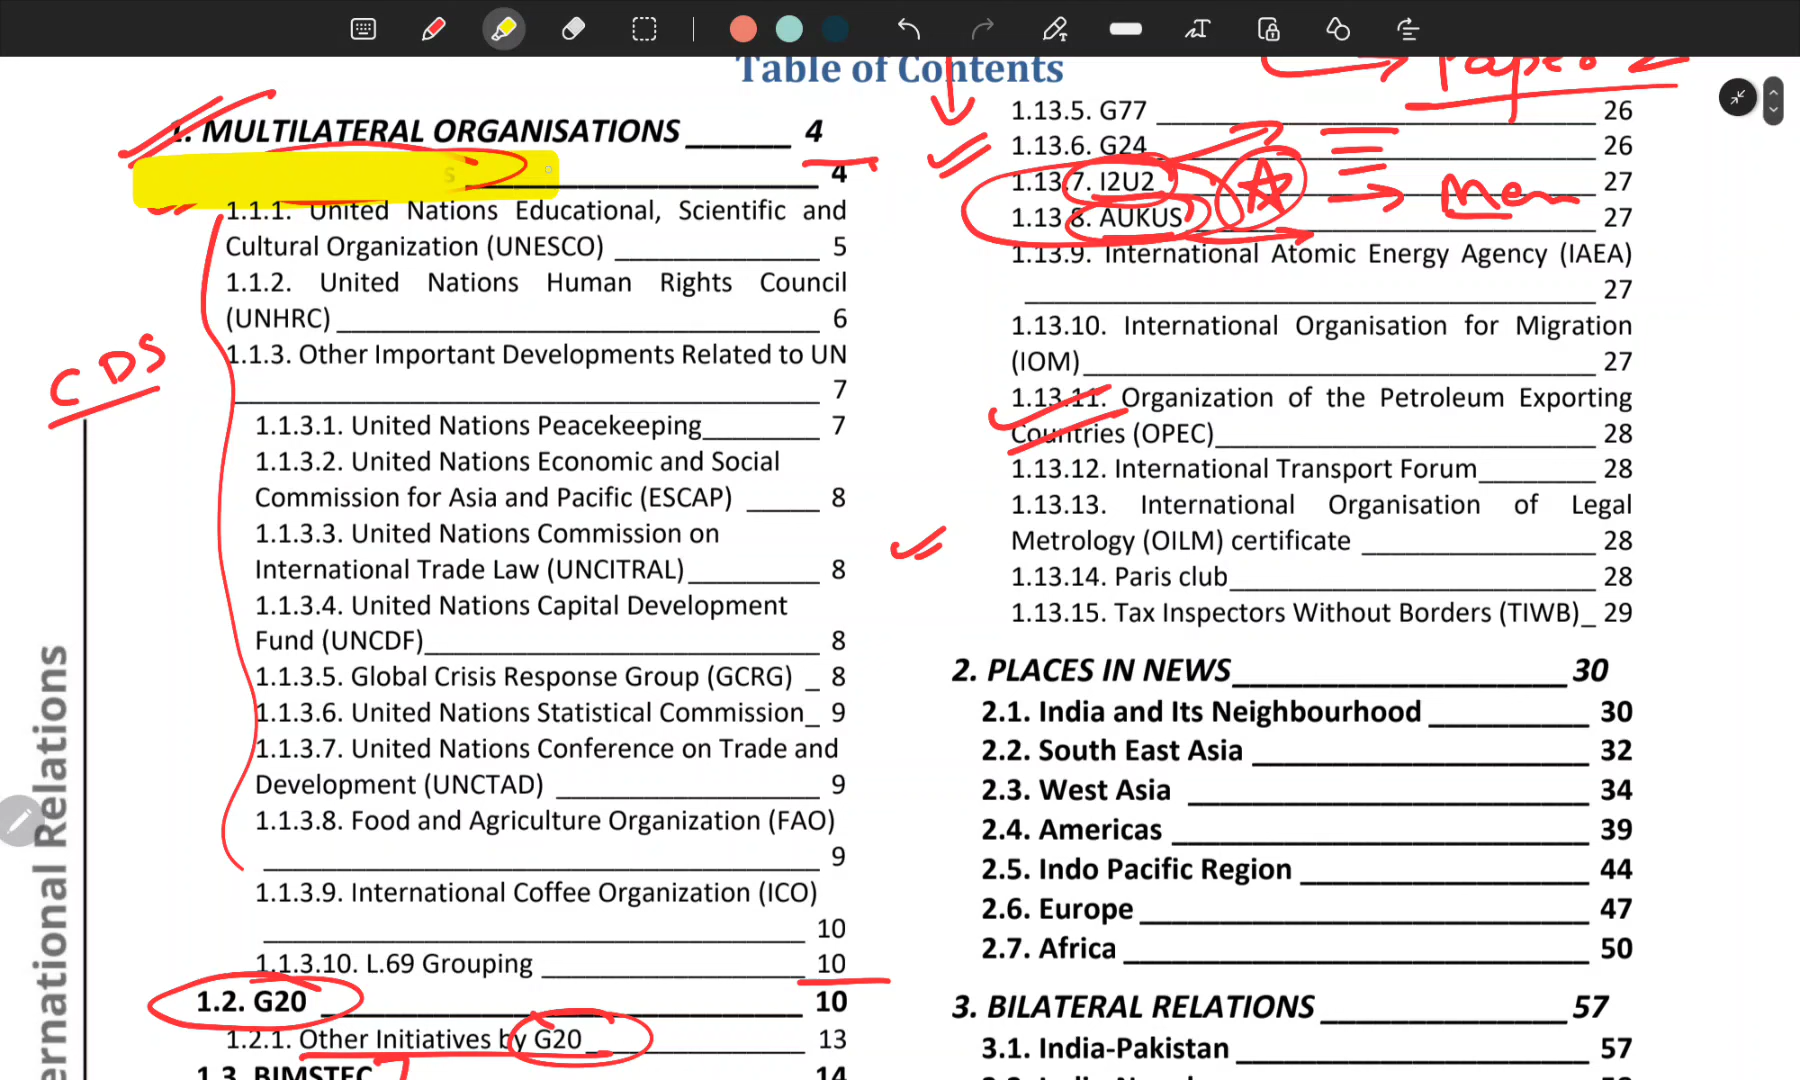 Table of Contents
Paper 2
1. MULTILATERAL ORGANISATIONS______ 4
s 4
1.1.1. United Nations Educational, Scientific and
Cultural Organization (UNESCO) 5
1.1.2. United Nations Human Rights Council
(UNHRC) 6
1.1.3. Other Important Developments Related to UN
7
1.1.3.1. United Nations Peacekeeping 7
1.1.3.2. United Nations Economic and Social
Commission for Asia and Pacific (ESCAP) 8
1.1.3.3. United Nations Commission on
International Trade Law (UNCITRAL) 8
1.1.3.4. United Nations Capital Development
Fund (UNCDF) 8
1.1.3.5. Global Crisis Response Group (GCRG) 8
1.1.3.6. United Nations Statistical Commission 9
1.1.3.7. United Nations Conference on Trade and
Development (UNCTAD) 9
1.1.3.8. Food and Agriculture Organization (FAO)
9
1.1.3.9. International Coffee Organization (ICO)
10
1.1.3.10. L.69 Grouping 10
1.2. G20 10
1.2.1. Other Initiatives by G20 13
1.3. BIMSTEC 14
CDS
ernational Relations
1.13.5. G77 26
1.13.6. G24 26
1.13.7. I2U2 27
Mem
1.13.8. AUKUS 27
1.13.9. International Atomic Energy Agency (IAEA)
27
1.13.10. International Organisation for Migration
(IOM) 27
1.13.11. Organization of the Petroleum Exporting
Countries (OPEC) 28
1.13.12. International Transport Forum 28
1.13.13. International Organisation of Legal
Metrology (OILM) certificate 28
1.13.14. Paris club 28
1.13.15. Tax Inspectors Without Borders (TIWB) 29
2. PLACES IN NEWS 30
2.1. India and Its Neighbourhood 30
2.2. South East Asia 32
2.3. West Asia 34
2.4. Americas 39
2.5. Indo Pacific Region 44
2.6. Europe 47
2.7. Africa 50
3. BILATERAL RELATIONS 57
3.1. India-Pakistan 57